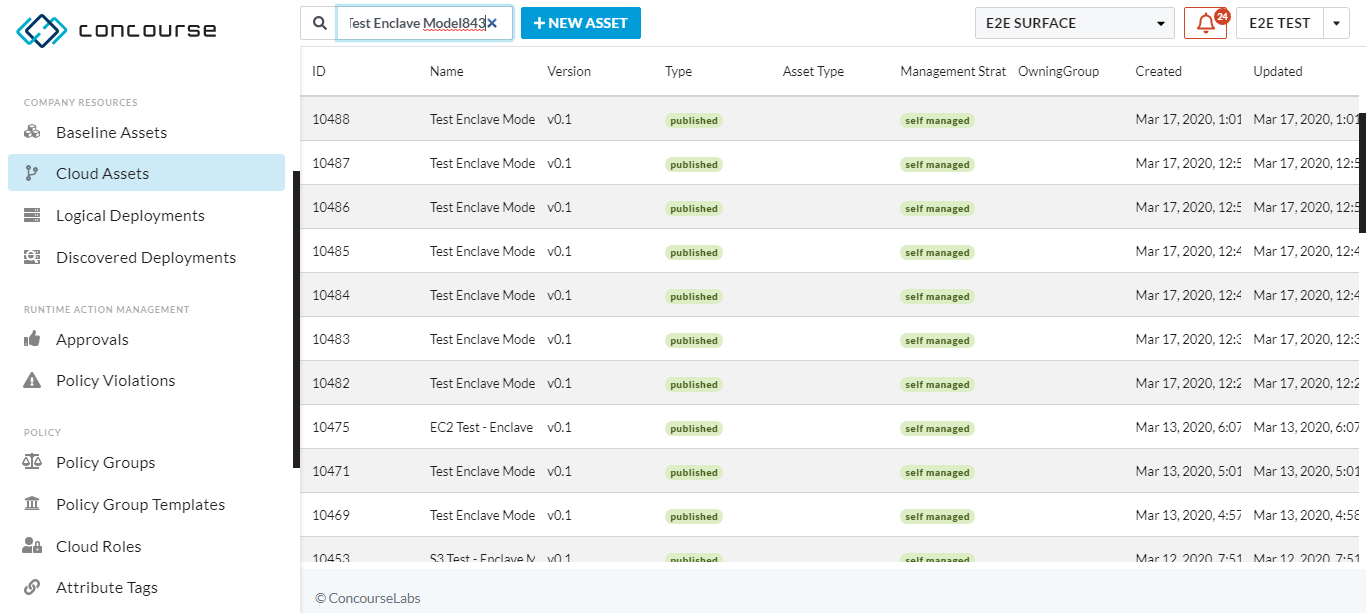 concourse
Test Enclave Model843 × + NEW ASSET E2E SURFACE 24 E2E TEST
COMPANY RESOURCES
Baseline Assets
Cloud Assets
Logical Deployments
Discovered Deployments
RUNTIME ACTION MANAGEMENT
Approvals
Policy Violations
POLICY
Policy Groups
Policy Group Templates
Cloud Roles
Attribute Tags
ID Name Version Type Asset Type Management Strat OwningGroup Created Updated
10488 Test Enclave Mode v0.1 published self managed Mar 17, 2020, 1:01 Mar 17, 2020, 1:01
10487 Test Enclave Mode v0.1 published self managed Mar 17, 2020, 12:5 Mar 17, 2020, 12:5
10486 Test Enclave Mode v0.1 published self managed Mar 17, 2020, 12:5 Mar 17, 2020, 12:5
10485 Test Enclave Mode v0.1 published self managed Mar 17, 2020, 12:4 Mar 17, 2020, 12:4
10484 Test Enclave Mode v0.1 published self managed Mar 17, 2020, 12:4 Mar 17, 2020, 12:4
10483 Test Enclave Mode v0.1 published self managed Mar 17, 2020, 12:3 Mar 17, 2020, 12:3
10482 Test Enclave Mode v0.1 published self managed Mar 17, 2020, 12:2 Mar 17, 2020, 12:2
10475 EC2 Test - Enclave v0.1 published self managed Mar 13, 2020, 6:07 Mar 13, 2020, 6:07
10471 Test Enclave Mode v0.1 published self managed Mar 13, 2020, 5:01 Mar 13, 2020, 5:01
10469 Test Enclave Mode v0.1 published self managed Mar 13, 2020, 4:57 Mar 13, 2020, 4:58
10453 S3 Test - Enclave M v0.1 published self managed Mar 12, 2020, 7:51 Mar 12, 2020, 7:51
© ConcourseLabs